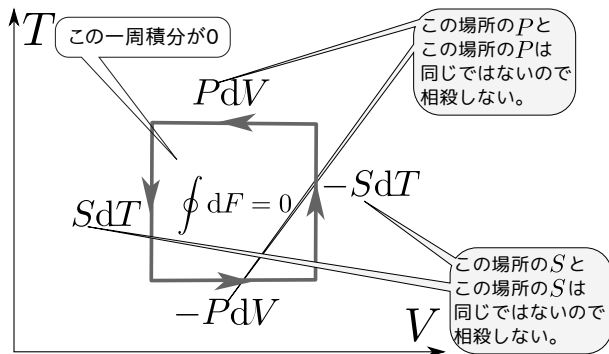 T
この一周積分が0
この場所のPと
この場所のPは
同じではないので
相殺しない。
PdV
∮ dF = 0
−SdT
SdT
−PdV
この場所のSと
この場所のSは
同じではないので
相殺しない。
V